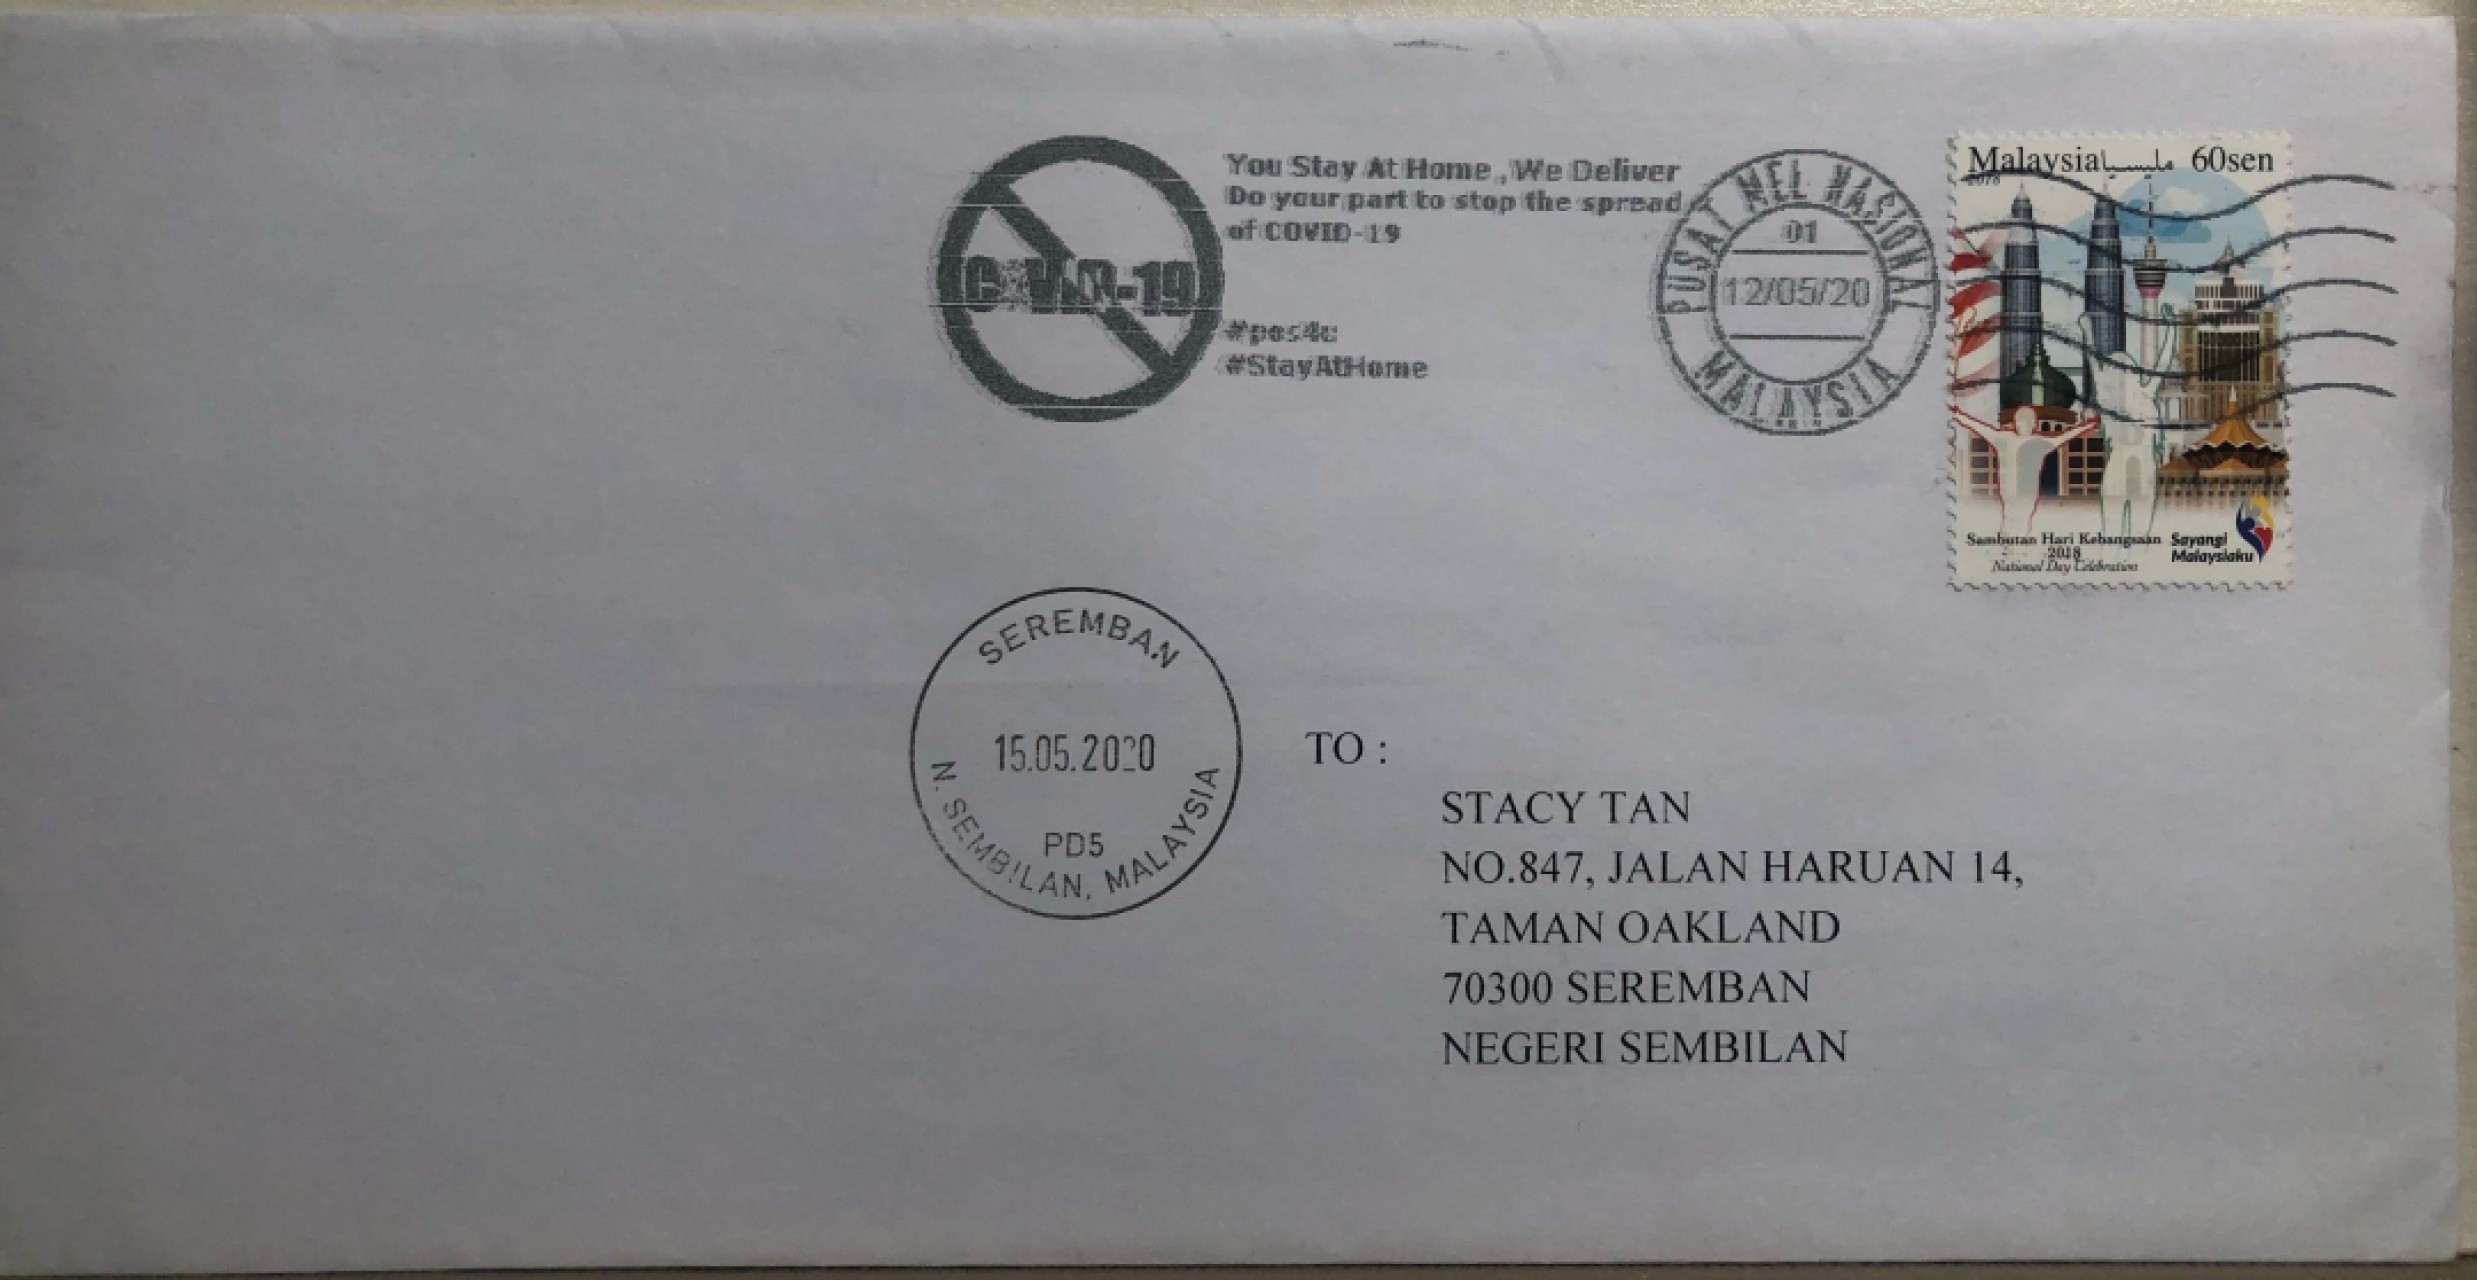 You Stay At Home, We Deliver
Do your part to stop the spread
of COVID-19
COVID-19
#pos4u
#StayAtHome
PUSAT MEL NASIONAL
01
12/05/20
MALAYSIA
Malaysia مليسيا 60sen
2018
Sambutan Hari Kebangsaan
2018
National Day Celebration
Sayangi
Malaysiaku
SEREMBAN
15.05.2020
PD5
N. SEMBILAN, MALAYSIA
TO :
STACY TAN
NO.847, JALAN HARUAN 14,
TAMAN OAKLAND
70300 SEREMBAN
NEGERI SEMBILAN